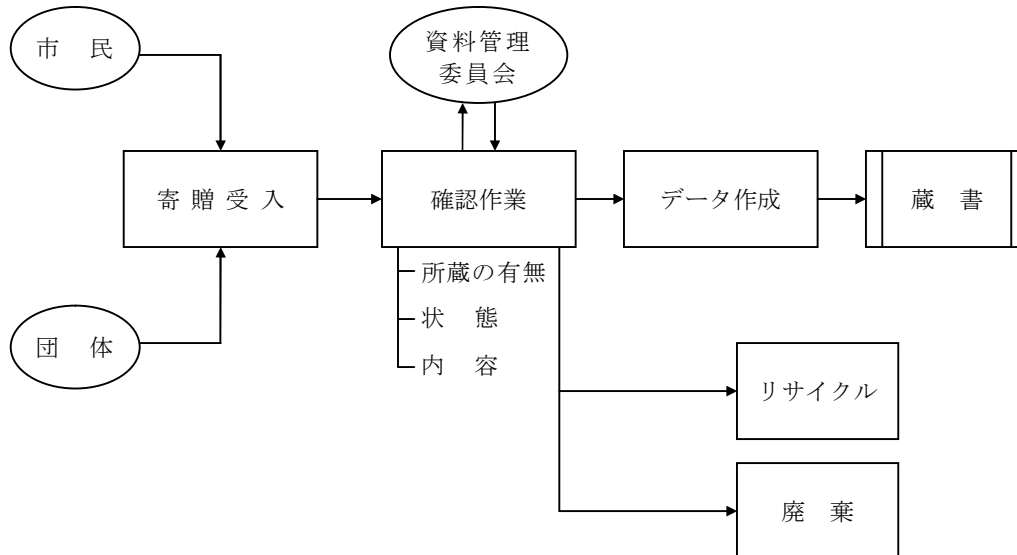 市　民
資料管理
委員会
寄 贈 受 入
確認作業
データ作成
蔵　書
所蔵の有無
状　態
内　容
団　体
リサイクル
廃　棄